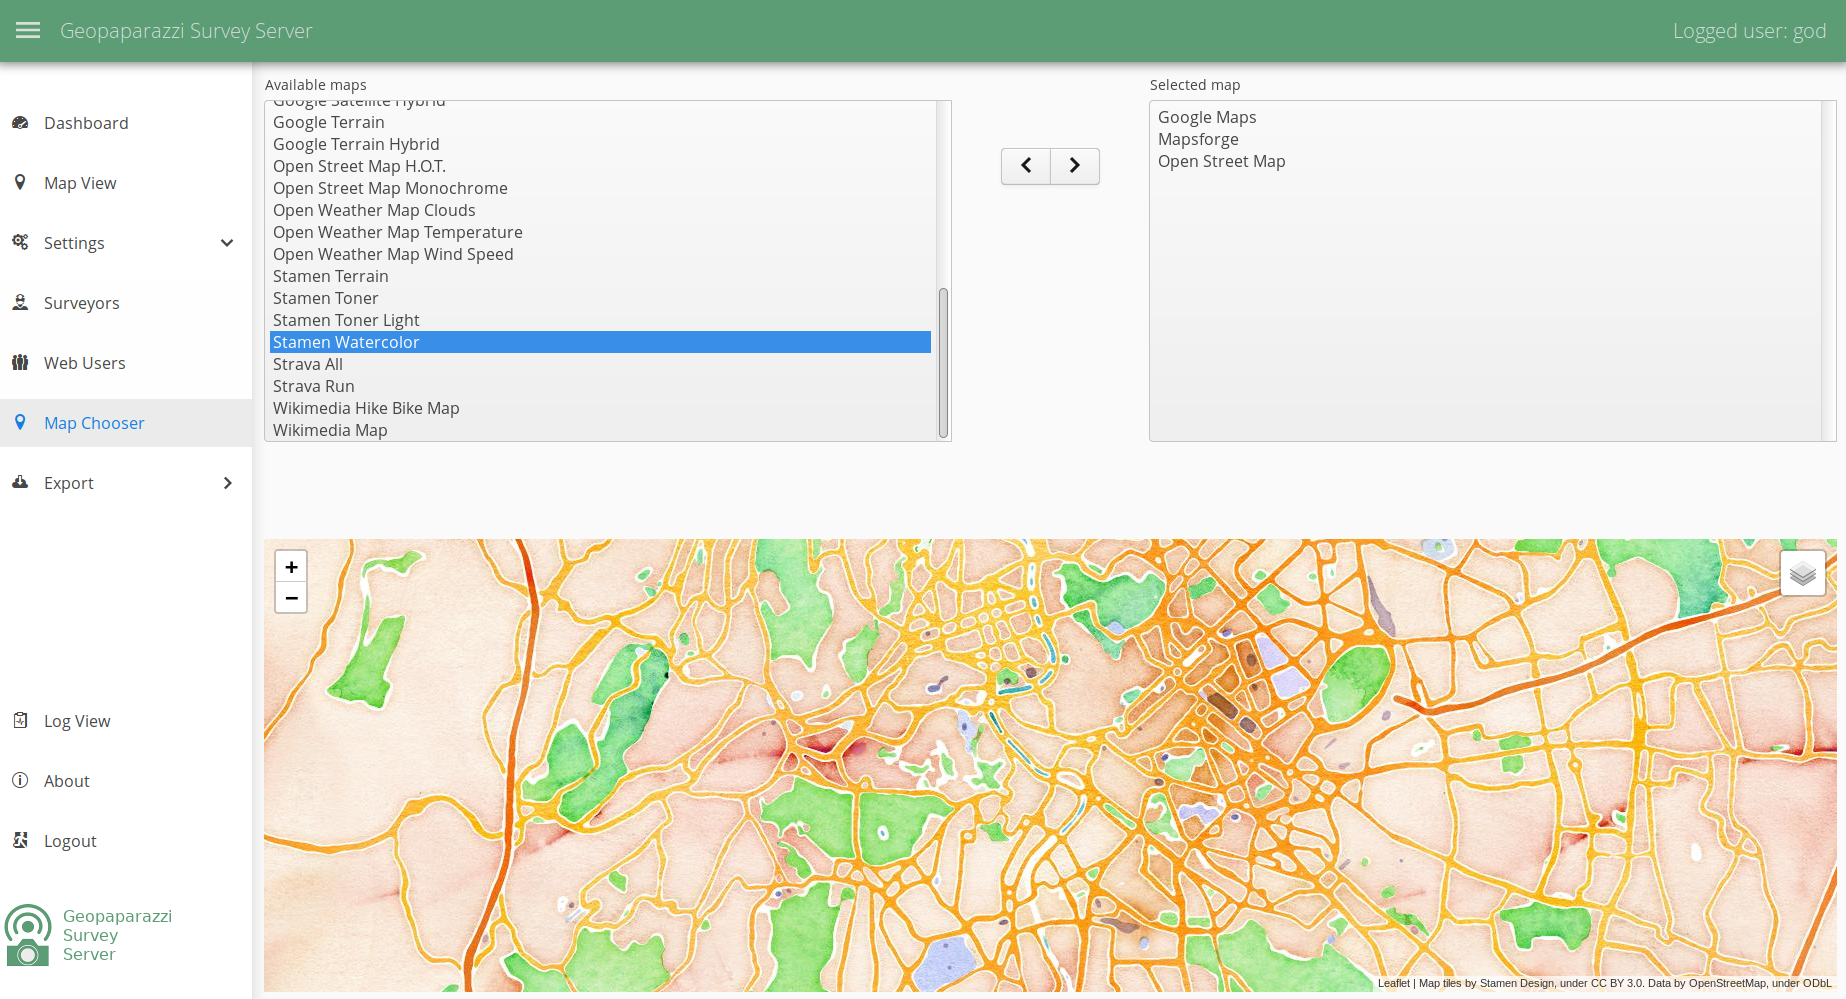 Geopaparazzi Survey Server
Logged user: god
Dashboard
Map View
Settings
Surveyors
Web Users
Map Chooser
Export
Log View
About
Logout
Geopaparazzi
Survey
Server
Available maps
Google Satellite Hybrid
Google Terrain
Google Terrain Hybrid
Open Street Map H.O.T.
Open Street Map Monochrome
Open Weather Map Clouds
Open Weather Map Temperature
Open Weather Map Wind Speed
Stamen Terrain
Stamen Toner
Stamen Toner Light
Stamen Watercolor
Strava All
Strava Run
Wikimedia Hike Bike Map
Wikimedia Map
Selected map
Google Maps
Mapsforge
Open Street Map
+
−
Leaflet | Map tiles by Stamen Design, under CC BY 3.0. Data by OpenStreetMap, under ODbL